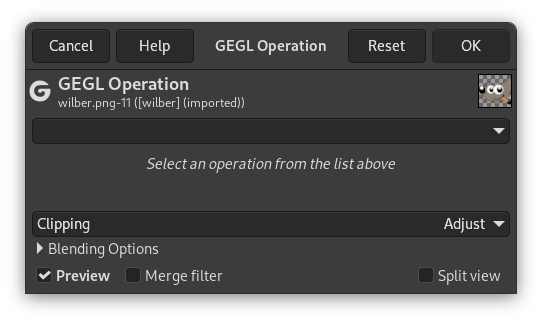 Cancel Help GEGL Operation Reset OK
GEGL Operation
wilber.png-11 ([wilber] (imported))
Select an operation from the list above
Clipping Adjust
Blending Options
Preview Merge filter Split view